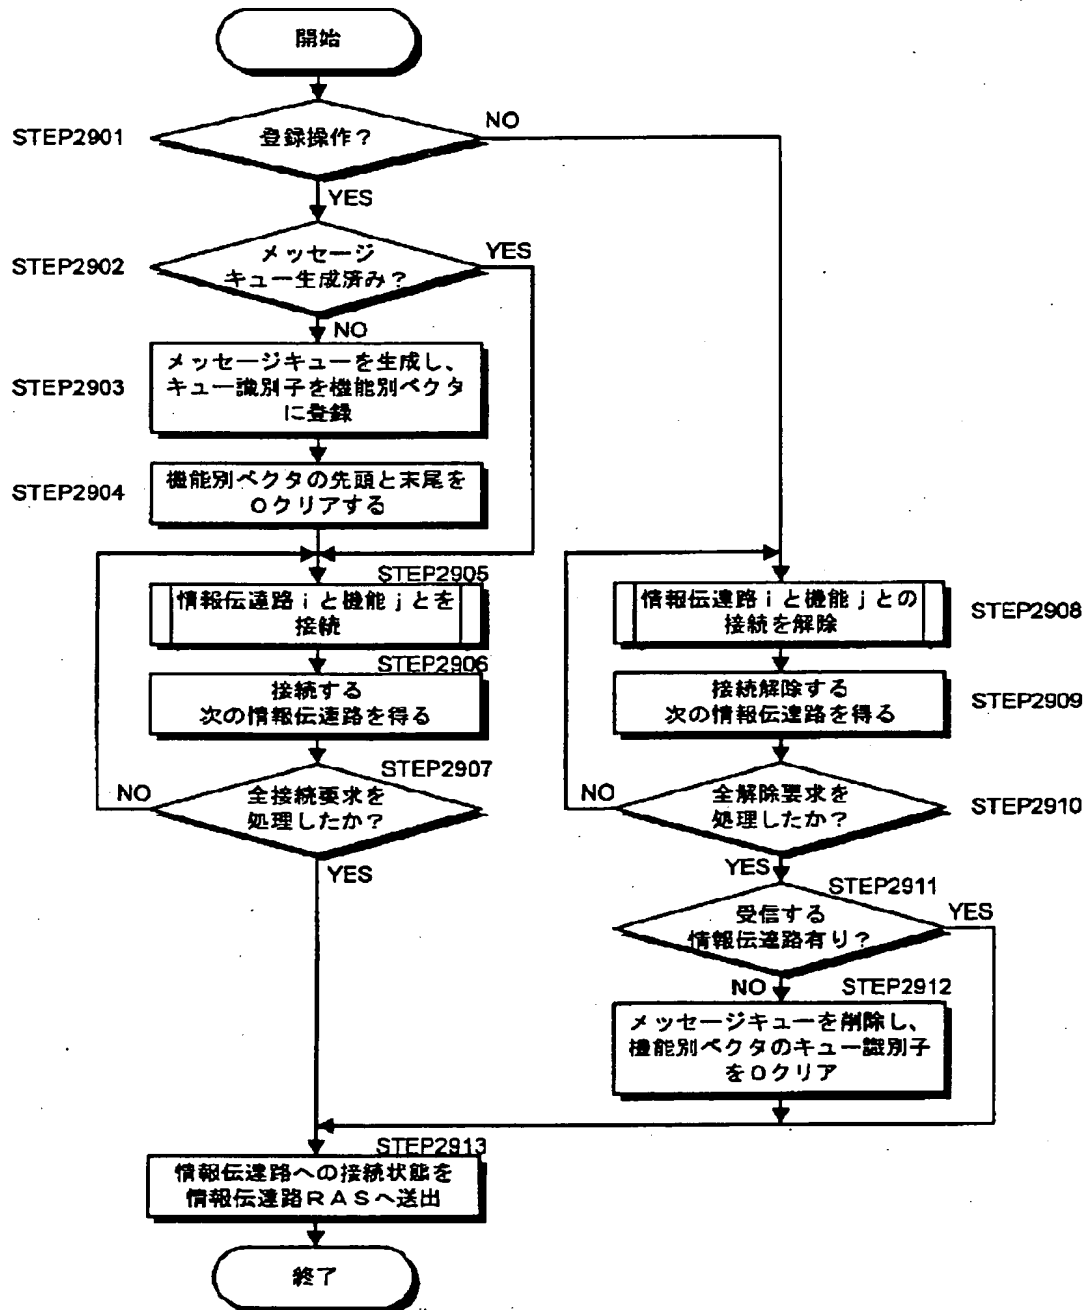 開始
STEP2901
登録操作？
NO
YES
STEP2902
メッセージ
キュー生成済み？
YES
NO
STEP2903
メッセージキューを生成し、
キュー識別子を機能別ベクタ
に登録
STEP2904
機能別ベクタの先頭と末尾を
０クリアする
STEP2905
情報伝達路ｉと機能ｊとを
接続
STEP2906
接続する
次の情報伝達路を得る
STEP2907
全接続要求を
処理したか？
NO
YES
情報伝達路ｉと機能ｊとの
接続を解除
STEP2908
接続解除する
次の情報伝達路を得る
STEP2909
全解除要求を
処理したか？
STEP2910
NO
YES
STEP2911
受信する
情報伝達路有り？
YES
NO
STEP2912
メッセージキューを削除し、
機能別ベクタのキュー識別子
を０クリア
STEP2913
情報伝達路への接続状態を
情報伝達路ＲＡＳへ送出
終了